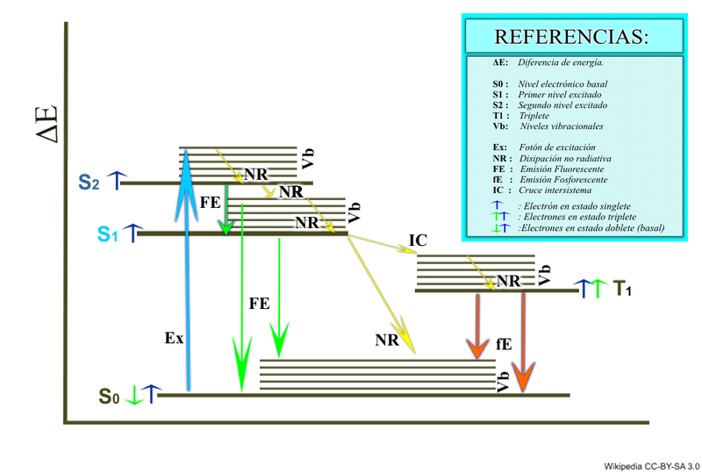 REFERENCIAS:
ΔE: Diferencia de energía.
S0 : Nivel electrónico basal
S1 : Primer nivel excitado
S2 : Segundo nivel excitado
T1 : Triplete
Vb: Niveles vibracionales
Ex: Fotón de excitación
NR : Disipación no radiativa
FE : Emisión Fluorescente
fE : Emisión Fosforescente
IC : Cruce intersistema
: Electrón en estado singlete
: Electrones en estado triplete
:Electrones en estado doblete (basal)
ΔE
Vb
NR
S2
NR
FE
Vb
NR
S1
IC
Vb
NR
T1
FE
Ex
NR
fE
Vb
S0
Wikipedia CC-BY-SA 3.0